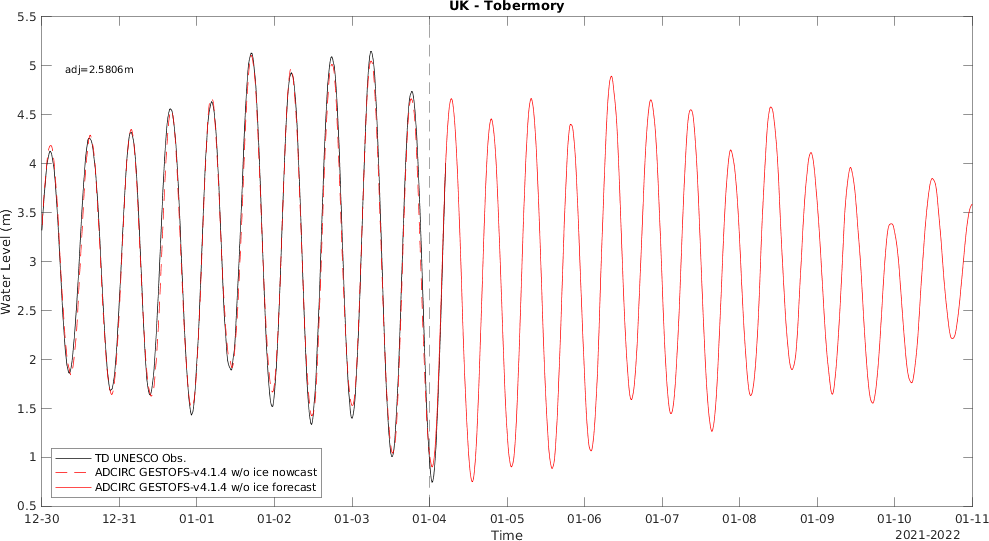 UK - Tobermory
adj=2.5806m
5.5
5
4.5
4
3.5
3
2.5
2
1.5
1
0.5
Water Level (m)
TD UNESCO Obs.
ADCIRC GESTOFS-v4.1.4 w/o ice nowcast
ADCIRC GESTOFS-v4.1.4 w/o ice forecast
12-30 12-31 01-01 01-02 01-03 01-04 01-05 01-06 01-07 01-08 01-09 01-10 01-11
Time
2021-2022